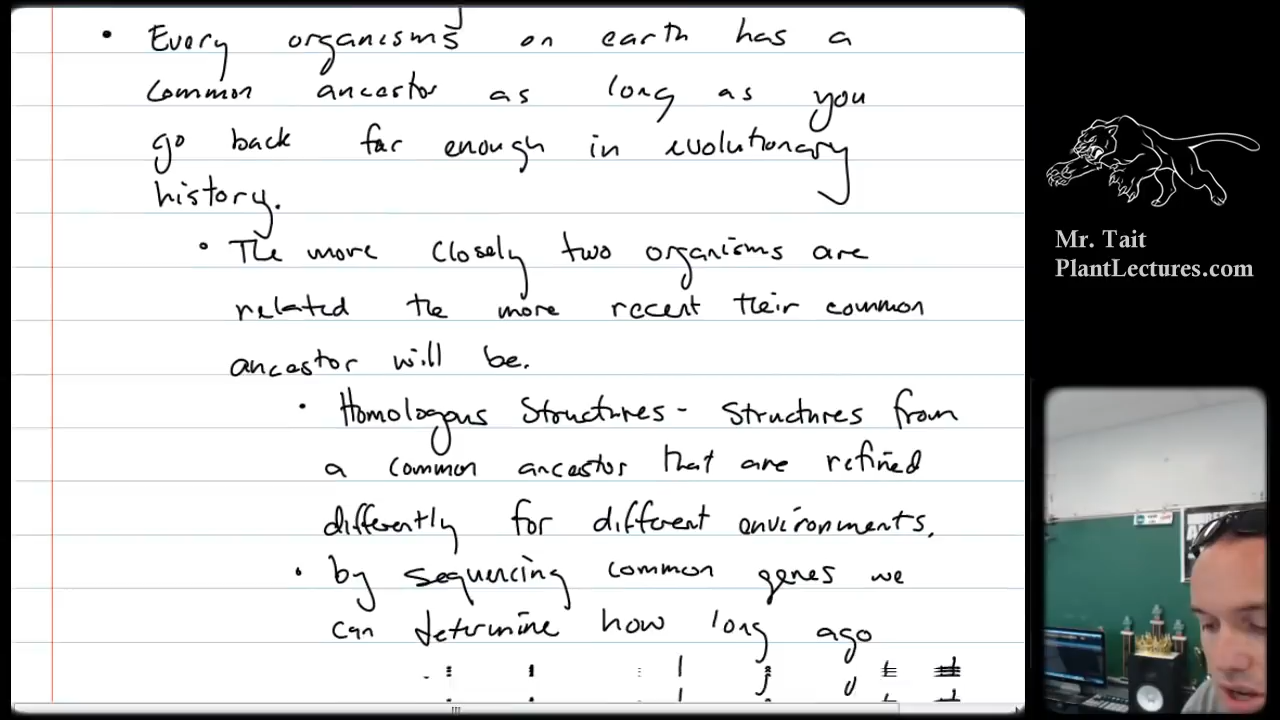 • Every organisms on earth has a
common ancestor as long as you
go back far enough in evolutionary
history.
• The more closely two organisms are
related the more recent their common
ancestor will be.
• Homologous Structures - Structures from
a common ancestor that are refined
differently for different environments.
• by sequencing common genes we
can determine how long ago
Mr. Tait
PlantLectures.com